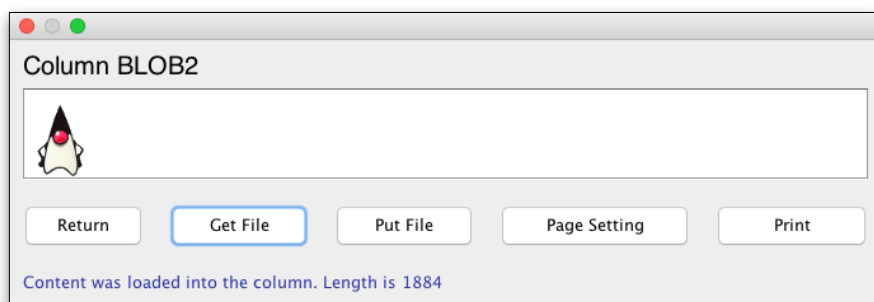 Column BLOB2
Return Get File Put File Page Setting Print
Content was loaded into the column. Length is 1884